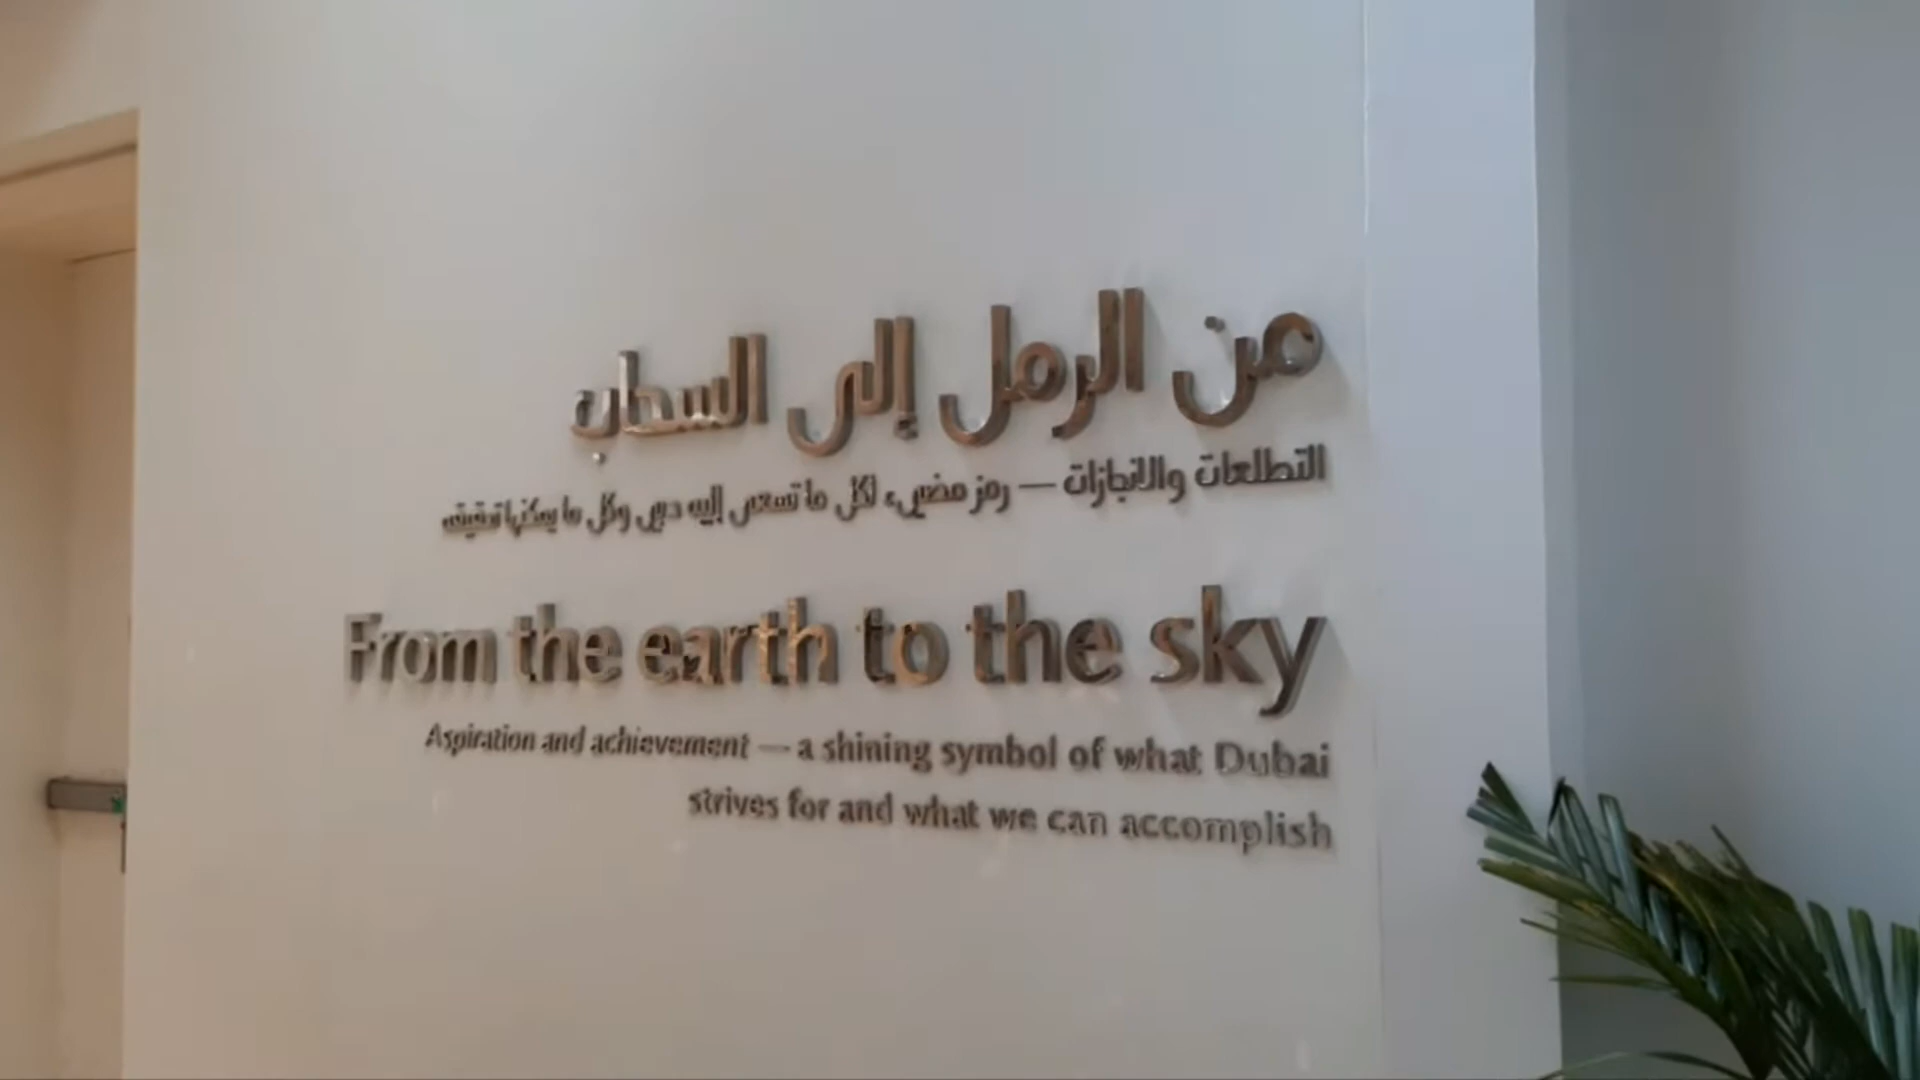 من الرمل إلى السحاب
التطلعات والانجازات — رمز مضيء لكل ما تسعى إليه دبي وكل ما يمكنها تحقيقه
From the earth to the sky
Aspiration and achievement — a shining symbol of what Dubai
strives for and what we can accomplish